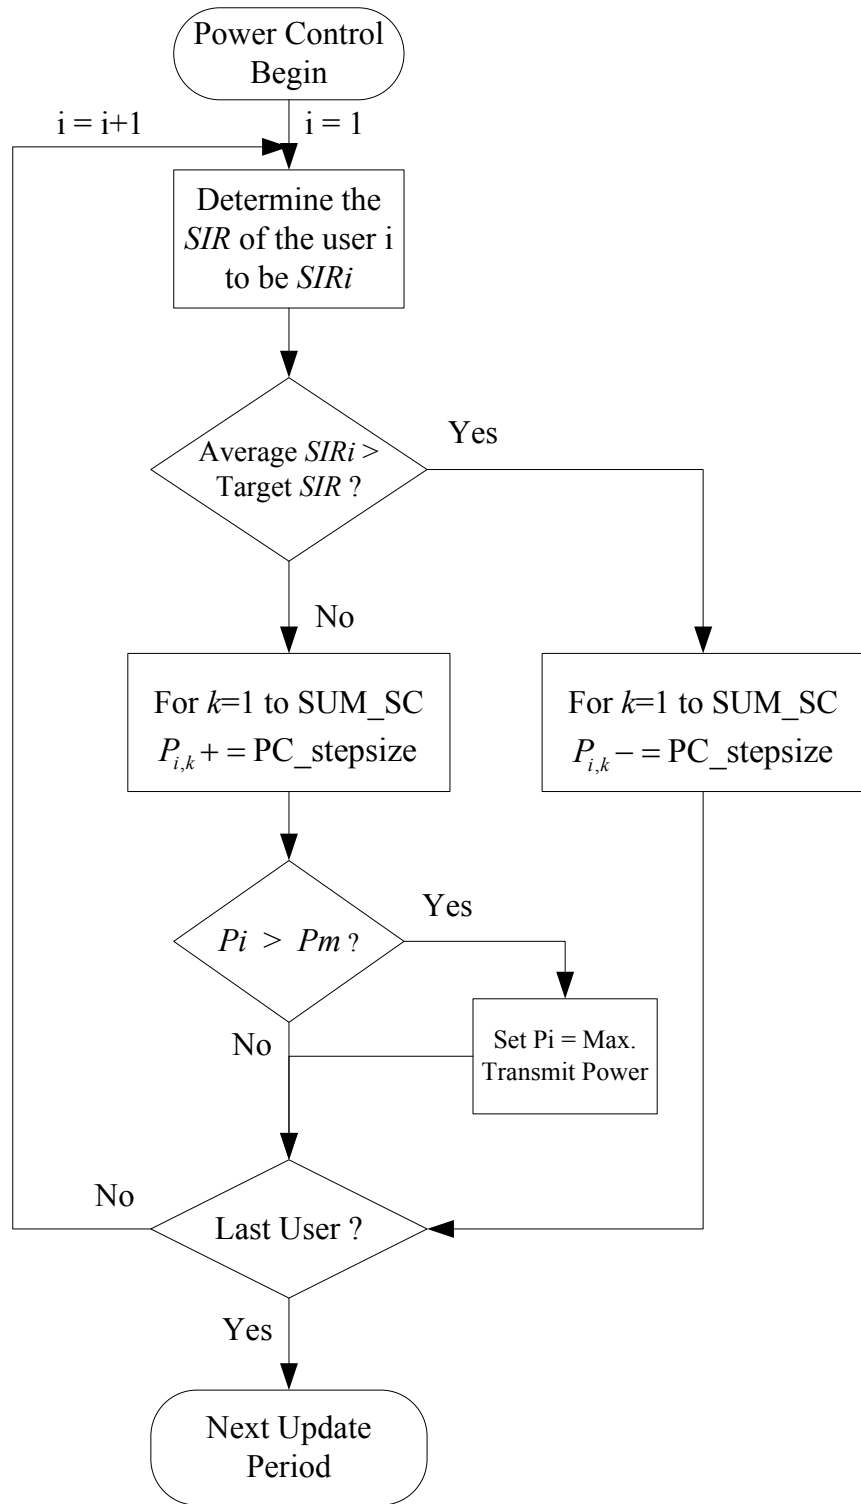 Power Control
Begin
i = i+1
i = 1
Determine the
SIR of the user i
to be SIRi
Average SIRi >
Target SIR ?
Yes
No
For k=1 to SUM_SC
P_{i,k} + = PC_stepsize
For k=1 to SUM_SC
P_{i,k} − = PC_stepsize
Pi > Pm ?
Yes
No
Set Pi = Max.
Transmit Power
Last User ?
No
Yes
Next Update
Period